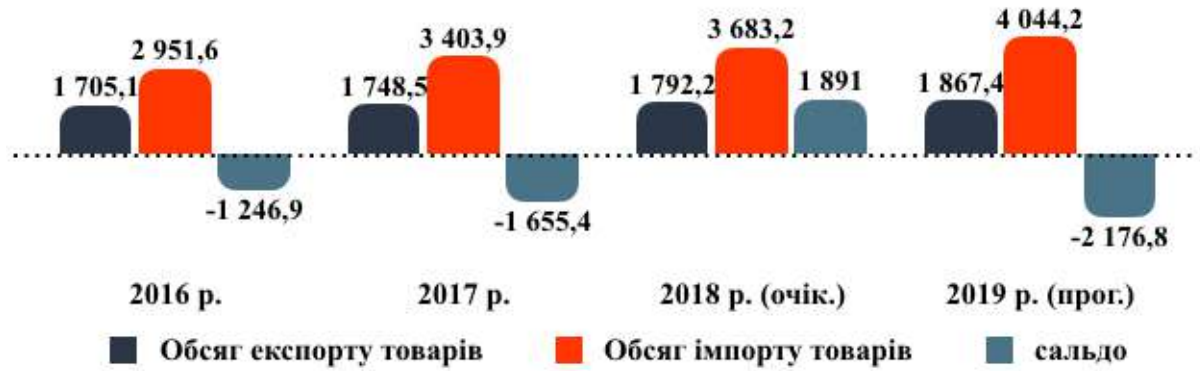 4 044,2
3 683,2
3 403,9
2 951,6
1 705,1
1 748,5
1 792,2
1 891
1 867,4
-1 246,9
-1 655,4
-2 176,8
2016 р.
2017 р.
2018 р. (очік.)
2019 р. (прог.)
Обсяг експорту товарів
Обсяг імпорту товарів
сальдо